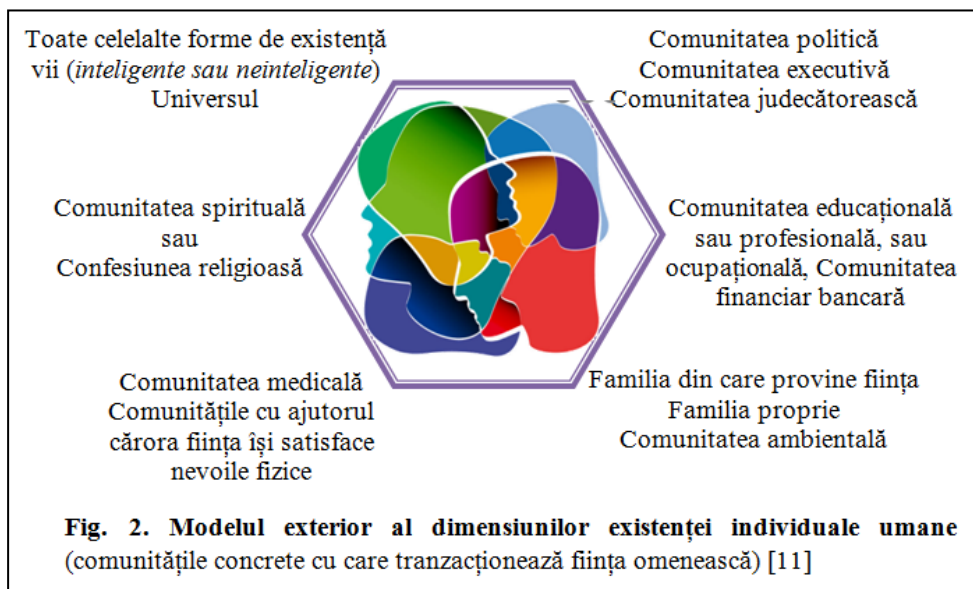 Toate celelalte forme de existență
vii (inteligente sau neinteligente)
Universul
Comunitatea politică
Comunitatea executivă
Comunitatea judecătorească
Comunitatea spirituală
sau
Confesiunea religioasă
Comunitatea educațională
sau profesională, sau
ocupațională, Comunitatea
financiar bancară
Comunitatea medicală
Comunitățile cu ajutorul
cărora ființa își satisface
nevoile fizice
Familia din care provine ființa
Familia proprie
Comunitatea ambientală
Fig. 2. Modelul exterior al dimensiunilor existenței individuale umane
(comunitățile concrete cu care tranzacționează ființa omenească) [11]